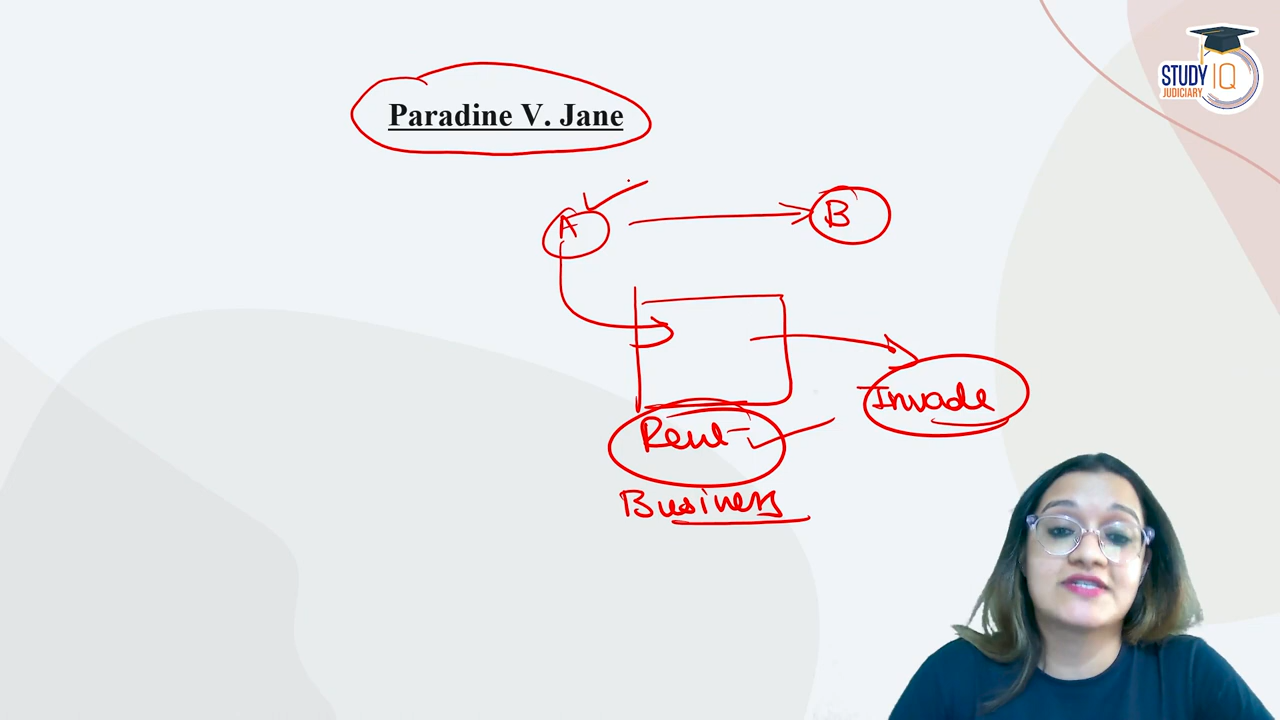 STUDY IQ
JUDICIARY
Paradine V. Jane
A
B
Invade
Rent
Business